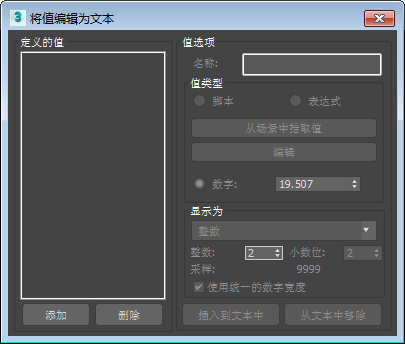 3 将值编辑为文本
定义的值
添加 删除
值选项
名称:
值类型
脚本 表达式
从场景中拾取值
编辑
数字: 19.507
显示为
整数
整数: 2 小数位: 2
采样: 9999
使用统一的数字宽度
插入到文本中 从文本中移除